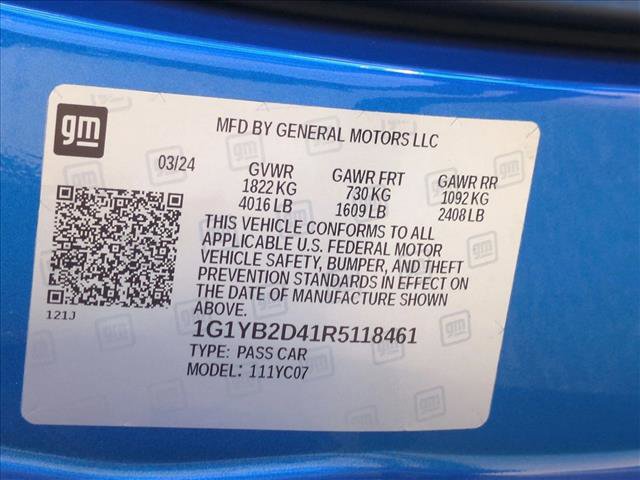 gm
MFD BY GENERAL MOTORS LLC
03/24 GVWR GAWR FRT GAWR RR
1822 KG 730 KG 1092 KG
4016 LB 1609 LB 2408 LB
THIS VEHICLE CONFORMS TO ALL
APPLICABLE U.S. FEDERAL MOTOR
VEHICLE SAFETY, BUMPER, AND THEFT
PREVENTION STANDARDS IN EFFECT ON
THE DATE OF MANUFACTURE SHOWN
ABOVE.
121J
1G1YB2D41R5118461
TYPE: PASS CAR
MODEL: 111YC07